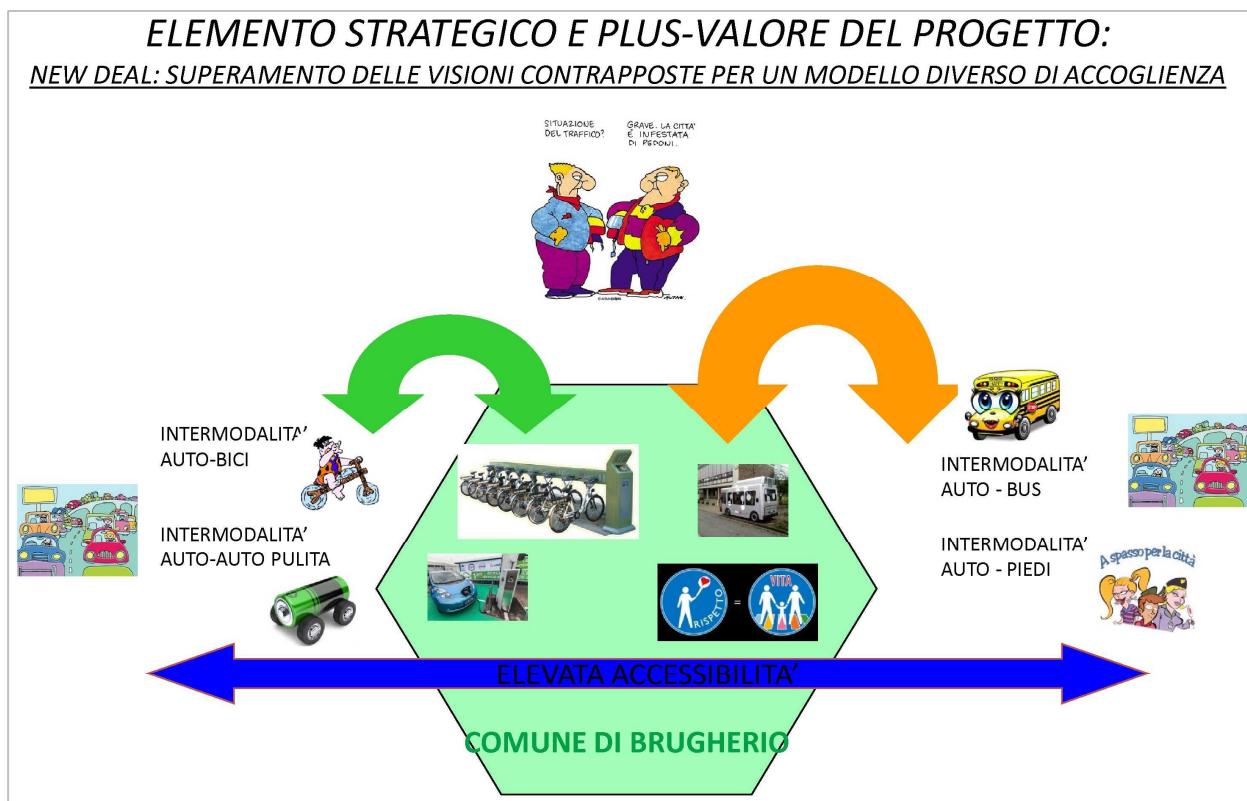 ELEMENTO STRATEGICO E PLUS-VALORE DEL PROGETTO:
NEW DEAL: SUPERAMENTO DELLE VISIONI CONTRAPPOSTE PER UN MODELLO DIVERSO DI ACCOGLIENZA
SITUAZIONE
DEL TRAFFICO?
GRAVE. LA CITTA'
È INFESTATA
DI PEDONI.
ALTAN.
INTERMODALITA'
AUTO-BICI
INTERMODALITA'
AUTO-AUTO PULITA
INTERMODALITA'
AUTO - BUS
INTERMODALITA'
AUTO - PIEDI
A spasso per la città
RISPETTO
=
VITA
ELEVATA ACCESSIBILITA'
COMUNE DI BRUGHERIO